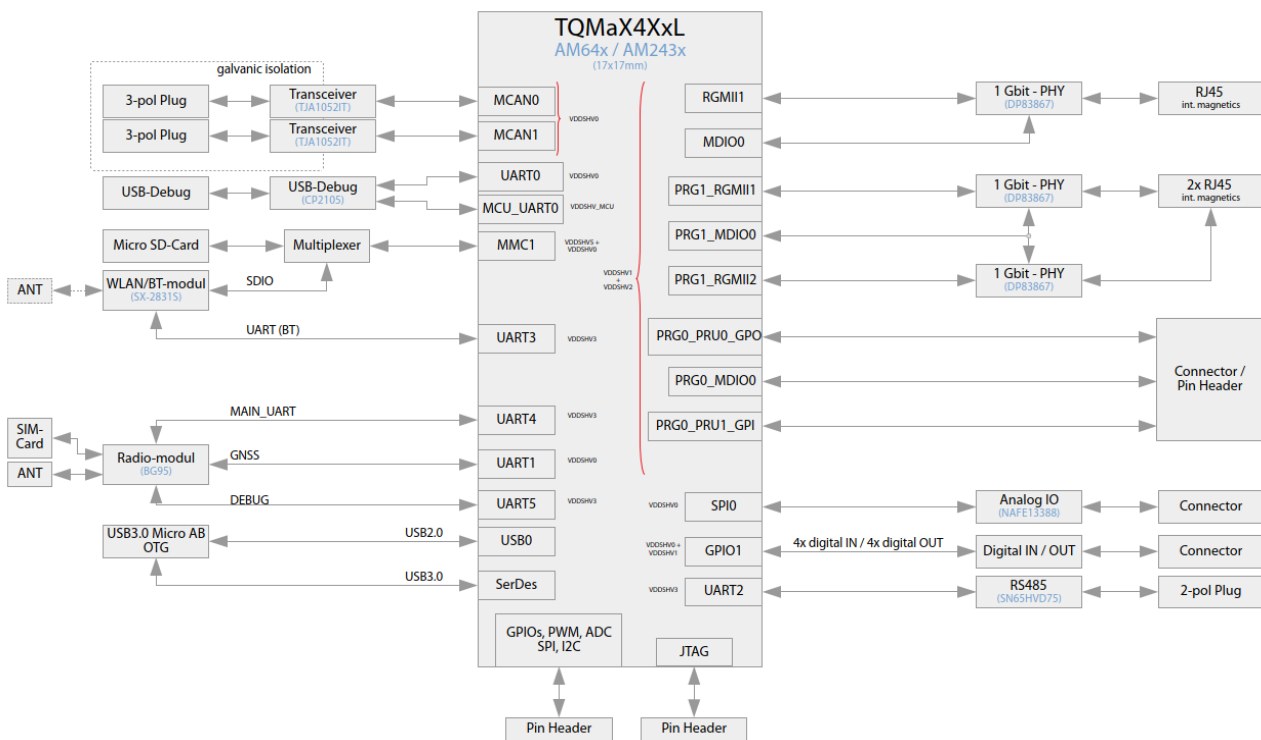 TQMaX4XxL
AM64x / AM243x
(17x17mm)
galvanic isolation
3-pol Plug
Transceiver
(TJA1052IT)
MCAN0
3-pol Plug
Transceiver
(TJA1052IT)
MCAN1
VDDSHV0
USB-Debug
USB-Debug
(CP2105)
UART0
VDDSHV0
MCU_UART0
VDDSHV_MCU
Micro SD-Card
Multiplexer
MMC1
VDDSHV5 +
VDDSHV0
ANT
WLAN/BT-modul
(SX-2831S)
SDIO
UART (BT)
UART3
VDDSHV3
MAIN_UART
UART4
VDDSHV3
SIM-
Card
ANT
Radio-modul
(BG95)
GNSS
UART1
VDDSHV0
DEBUG
UART5
VDDSHV3
USB3.0 Micro AB
OTG
USB2.0
USB0
USB3.0
SerDes
GPIOs, PWM, ADC
SPI, I2C
JTAG
Pin Header
Pin Header
VDDSHV1
+
VDDSHV2
RGMII1
1 Gbit - PHY
(DP83867)
RJ45
int. magnetics
MDIO0
PRG1_RGMII1
1 Gbit - PHY
(DP83867)
2x RJ45
int. magnetics
PRG1_MDIO0
PRG1_RGMII2
1 Gbit - PHY
(DP83867)
PRG0_PRU0_GPO
PRG0_MDIO0
PRG0_PRU1_GPI
Connector /
Pin Header
VDDSHV0
SPI0
Analog IO
(NAFE13388)
Connector
VDDSHV0 +
VDDSHV1
GPIO1
4x digital IN / 4x digital OUT
Digital IN / OUT
Connector
VDDSHV3
UART2
RS485
(SN65HVD75)
2-pol Plug